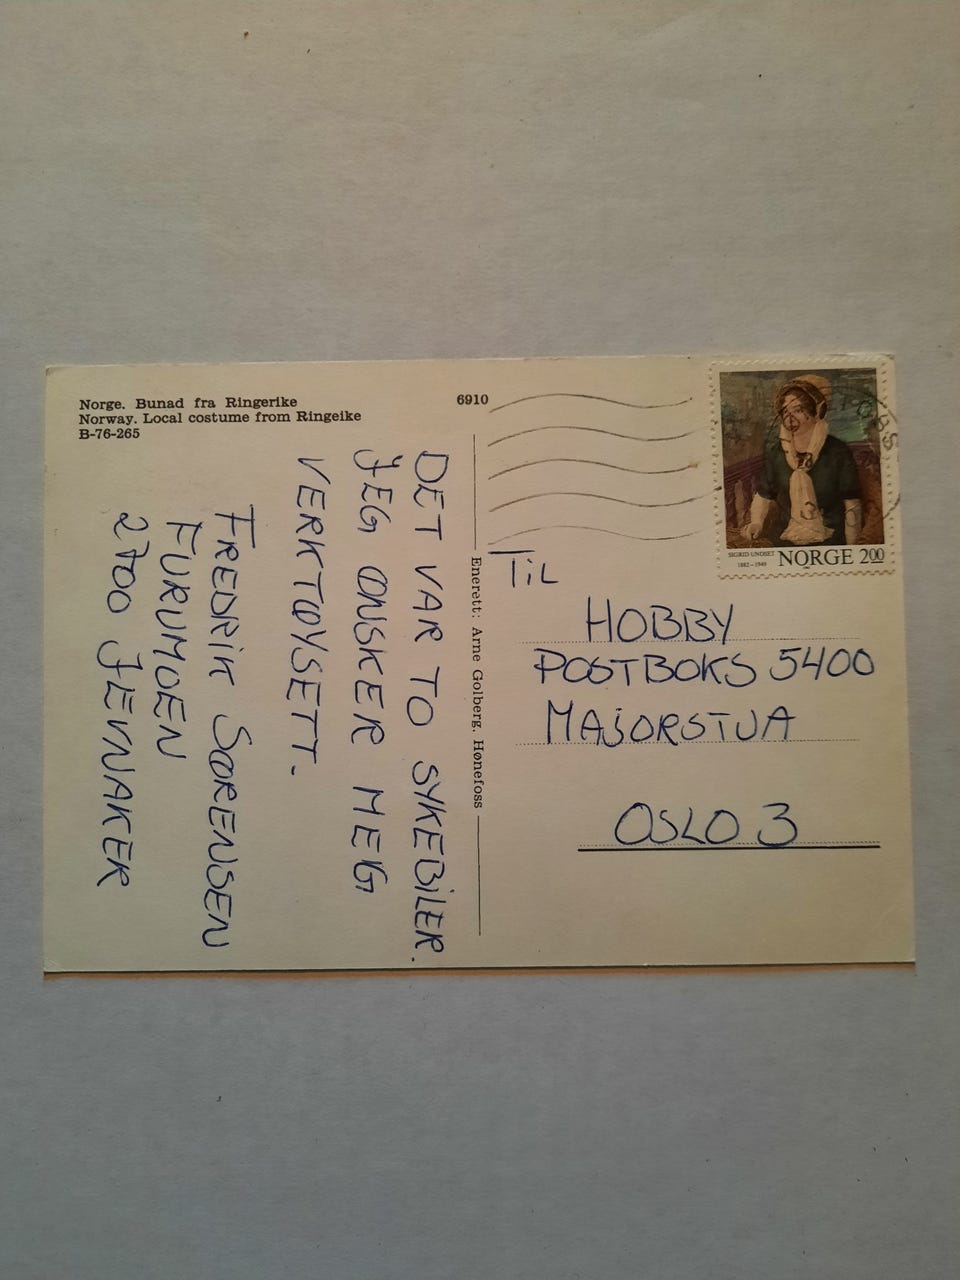 Norge. Bunad fra Ringerike
Norway. Local costume from Ringeike
B-76-265
6910
DET VAR TO SYKEBILER.
JEG ØNSKER MEG
VERKTØYSETT.
FREDRIK SØRENSEN
FURUMOEN
2700 JEVNAKER
Enerett: Arne Golberg, Hønefoss
SIGRID UNDSET
1882–1949
NORGE 200
TiL
HOBBY
POSTBOKS 5400
MAJORSTUA
OSLO 3